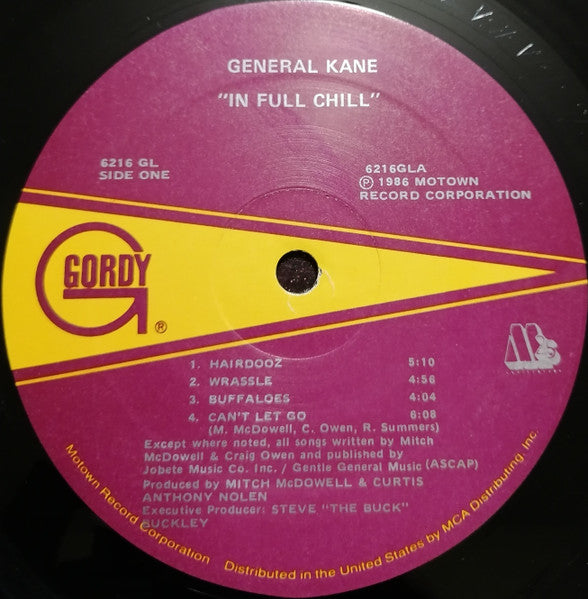 GENERAL KANE
"IN FULL CHILL"
6216 GL
SIDE ONE
6216GLA
℗ 1986 MOTOWN
RECORD CORPORATION
GORDY
®
1. HAIRDOOZ 5:10
2. WRASSLE 4:56
3. BUFFALOES 4:04
4. CAN'T LET GO 6:08
(M. McDOWELL, C. OWEN, R. SUMMERS)
Except where noted, all songs written by Mitch
McDowell & Craig Owen and published by
Jobete Music Co. Inc. / Gentle General Music (ASCAP)
Produced by MITCH McDOWELL & CURTIS
ANTHONY NOLEN
Executive Producer: STEVE "THE BUCK"
BUCKLEY
Motown Record Corporation Distributed in the United States by MCA Distributing, Inc.